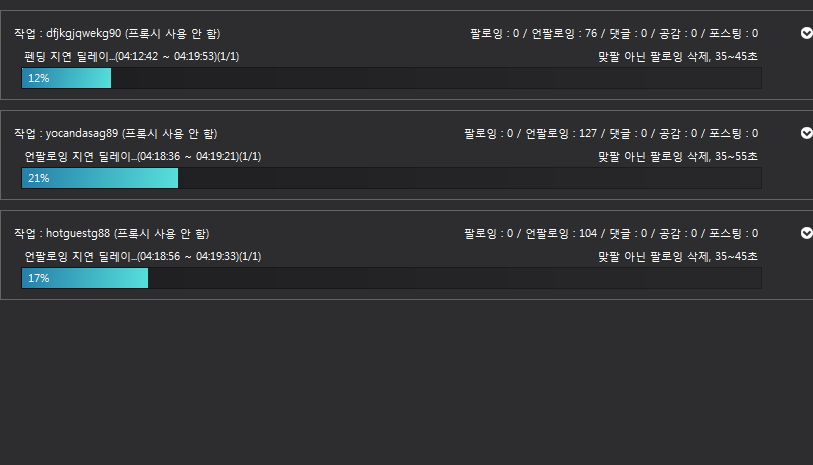 작업 : dfjkgjqwekg90 (프록시 사용 안 함) 팔로잉 : 0 / 언팔로잉 : 76 / 댓글 : 0 / 공감 : 0 / 포스팅 : 0
펜딩 지연 딜레이...(04:12:42 ~ 04:19:53)(1/1) 맞팔 아닌 팔로잉 삭제, 35~45초
12%
작업 : yocandasag89 (프록시 사용 안 함) 팔로잉 : 0 / 언팔로잉 : 127 / 댓글 : 0 / 공감 : 0 / 포스팅 : 0
언팔로잉 지연 딜레이...(04:18:36 ~ 04:19:21)(1/1) 맞팔 아닌 팔로잉 삭제, 35~55초
21%
작업 : hotguestg88 (프록시 사용 안 함) 팔로잉 : 0 / 언팔로잉 : 104 / 댓글 : 0 / 공감 : 0 / 포스팅 : 0
언팔로잉 지연 딜레이...(04:18:56 ~ 04:19:33)(1/1) 맞팔 아닌 팔로잉 삭제, 35~45초
17%